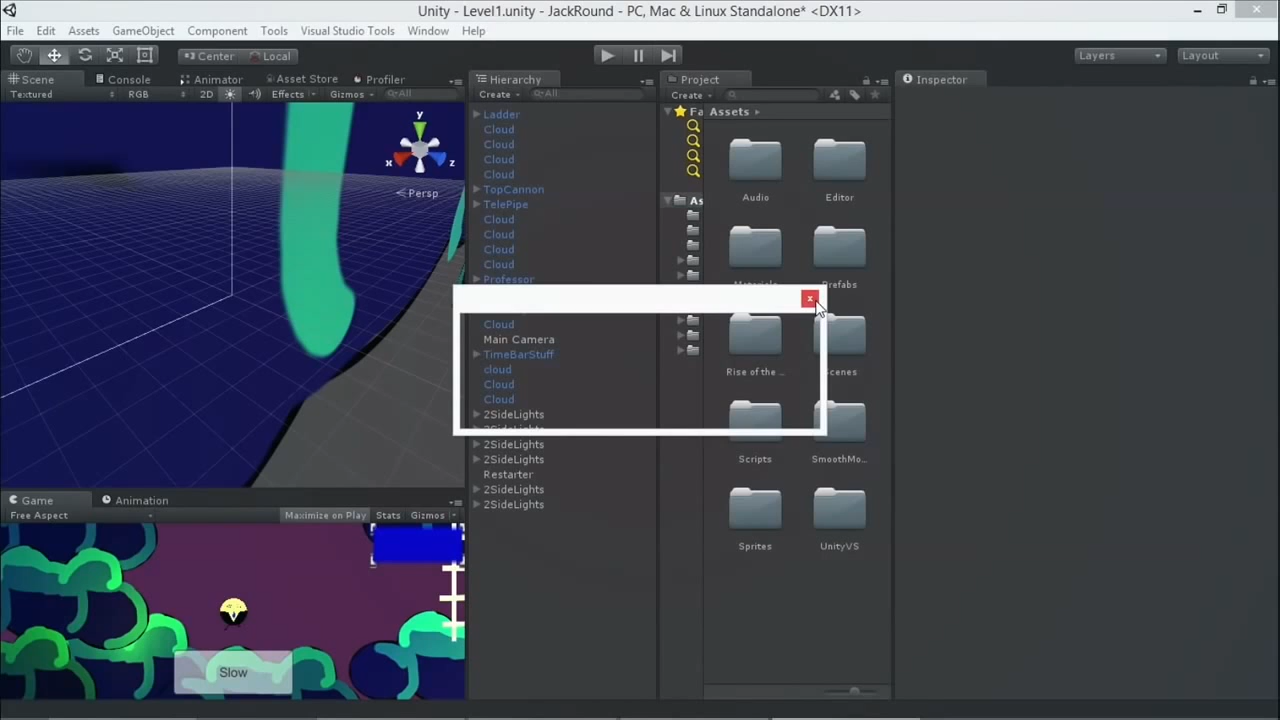 Unity - Level1.unity - JackRound - PC, Mac & Linux Standalone* <DX11>
File Edit Assets GameObject Component Tools Visual Studio Tools Window Help
Center Local Layers Layout
Scene Console Animator Asset Store Profiler
Textured RGB 2D Effects Gizmos All
Hierarchy
Create All
Ladder
Cloud
Cloud
Cloud
Cloud
TopCannon
TelePipe
Cloud
Cloud
Cloud
Cloud
Professor
Cloud
Main Camera
TimeBarStuff
cloud
Cloud
Cloud
2SideLights
2SideLights
2SideLights
2SideLights
Restarter
2SideLights
2SideLights
Project
Create
Fa
As
Assets
Audio Editor
Materials Prefabs
Rise of the ... Scenes
Scripts SmoothMo...
Sprites UnityVS
x
Inspector
y
x z
Persp
Game Animation
Free Aspect Maximize on Play Stats Gizmos
Slow